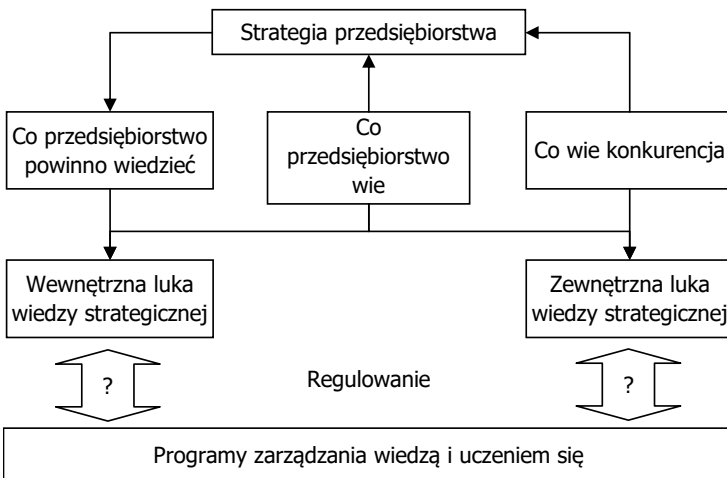 Strategia przedsiębiorstwa
Co przedsiębiorstwo
powinno wiedzieć
Co
przedsiębiorstwo
wie
Co wie konkurencja
Wewnętrzna luka
wiedzy strategicznej
Zewnętrzna luka
wiedzy strategicznej
?
Regulowanie
?
Programy zarządzania wiedzą i uczeniem się